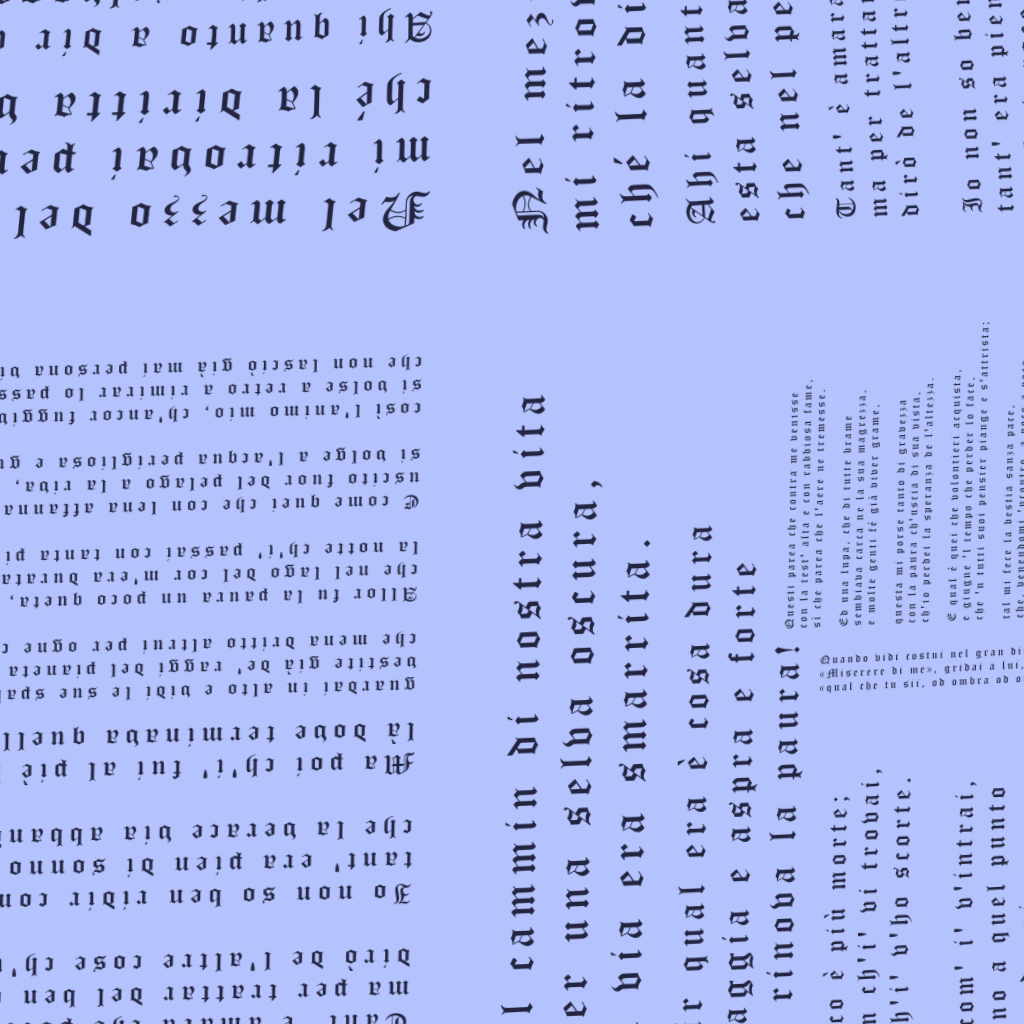 Nel mezzo del
mi ritrovai per
ché la diritta v
Ahi quanto a dir
Tant' è amara che po
ma per trattar del ben
dirò de l'altre cose ch'i
Io non so ben ridir com
tant' era pien di sonno
che la verace via abban
Ma poi ch'i' fui al piè
là dove terminava quell
guardai in alto e vidi le sue spal
vestite già de' raggi del pianeta
che mena dritto altrui per ogne c
Allor fu la paura un poco queta,
che nel lago del cor m'era durata
la notte ch'i' passai con tanta pi
E come quei che con lena affanna
uscito fuor del pelago a la riva,
si volge a l'acqua perigliosa e gu
così l'animo mio, ch'ancor fuggiv
si volse a retro a rimirar lo pass
che non lasciò già mai persona vi
Nel mez
mi ritro
ché la di
Ahi quant
esta selva
che nel pe
Tant' è amara
ma per trattar
dirò de l'altr
Io non so ben
tant' era pien
l cammin di nostra vita
er una selva oscura,
via era smarrita.
r qual era è cosa dura
aggia e aspra e forte
rinova la paura!
co è più morte;
n ch'i' vi trovai,
h'i' v'ho scorte.
com' i' v'intrai,
no a quel punto
Questi parea che contra me venisse
con la test' alta e con rabbiosa fame,
sì che parea che l'aere ne tremesse.
Ed una lupa, che di tutte brame
sembiava carca ne la sua magrezza,
e molte genti fé già viver grame,
questa mi porse tanto di gravezza
con la paura ch'uscia di sua vista,
ch'io perdei la speranza de l'altezza.
E qual è quei che volontieri acquista,
e giugne 'l tempo che perder lo face,
che 'n tutti suoi pensier piange e s'attrista;
tal mi fece la bestia sanza pace,
Quando vidi costui nel gran di
«Miserere di me», gridai a lui,
«qual che tu sii, od ombra od o